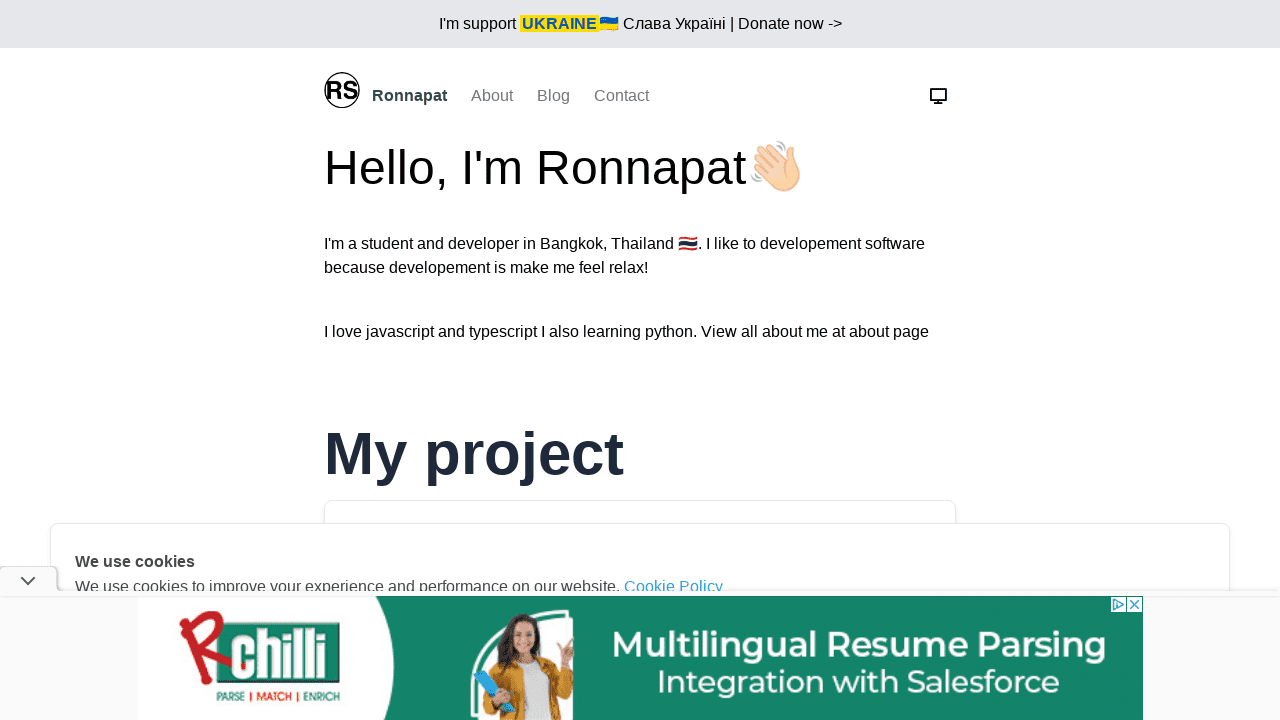 I'm support UKRAINE🇺🇦 Слава Україні | Donate now ->
RS Ronnapat About Blog Contact
Hello, I'm Ronnapat👋🏻
I'm a student and developer in Bangkok, Thailand 🇹🇭. I like to developement software
because developement is make me feel relax!
I love javascript and typescript I also learning python. View all about me at about page
My project
We use cookies
We use cookies to improve your experience and performance on our website. Cookie Policy
Rchilli
PARSE | MATCH | ENRICH
Multilingual Resume Parsing
Integration with Salesforce